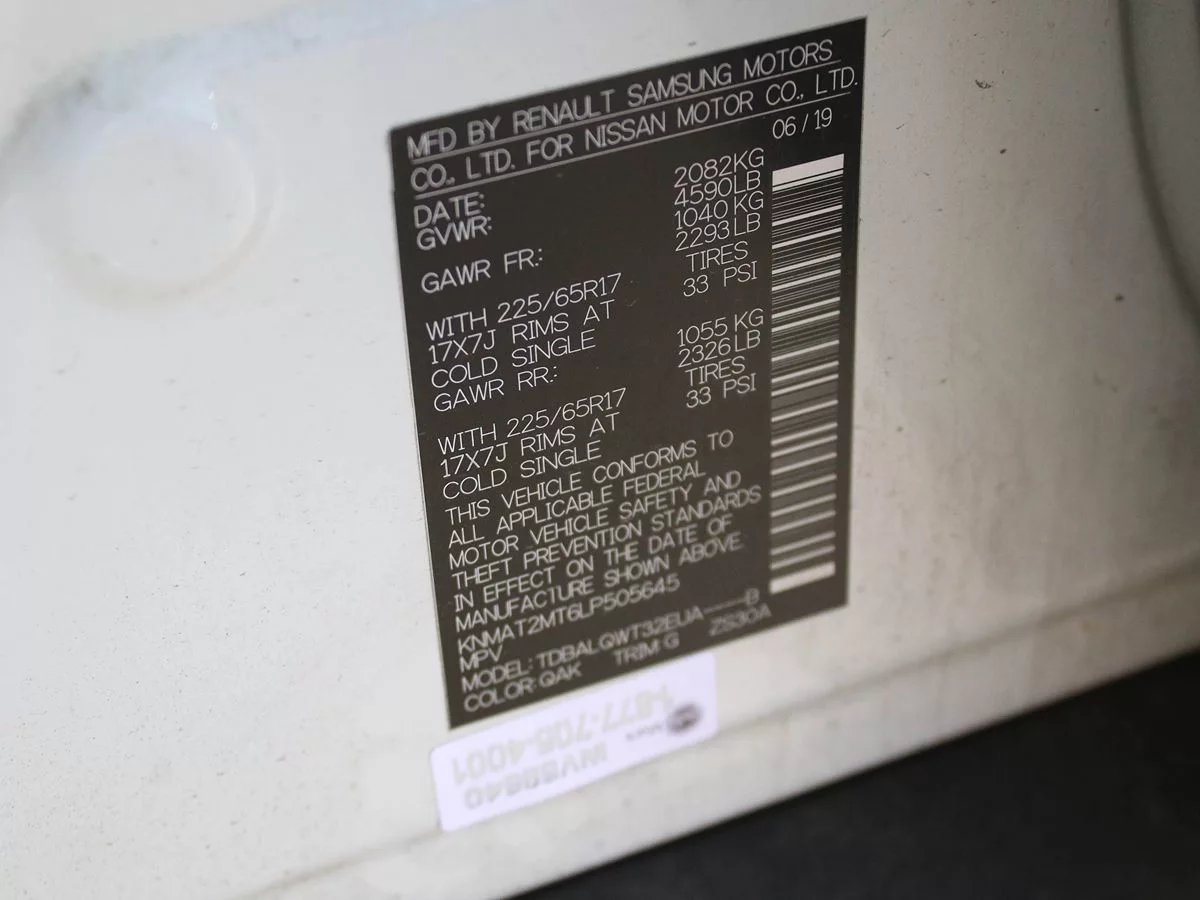 MFD BY RENAULT SAMSUNG MOTORS
CO., LTD. FOR NISSAN MOTOR CO., LTD.
DATE: 06 / 19
GVWR: 2082KG
4590LB
GAWR FR.: 1040 KG
2293LB
WITH 225/65R17 TIRES
17X7J RIMS AT 33 PSI
COLD SINGLE
GAWR RR.: 1055 KG
2326LB
WITH 225/65R17 TIRES
17X7J RIMS AT 33 PSI
COLD SINGLE
THIS VEHICLE CONFORMS TO
ALL APPLICABLE FEDERAL
MOTOR VEHICLE SAFETY AND
THEFT PREVENTION STANDARDS
IN EFFECT ON THE DATE OF
MANUFACTURE SHOWN ABOVE.
KNMAT2MT6LP505645
MPV
MODEL: TDBALQWT32EUA----B
COLOR: QAK TRIM: G ZS30A
1-877-705-4001